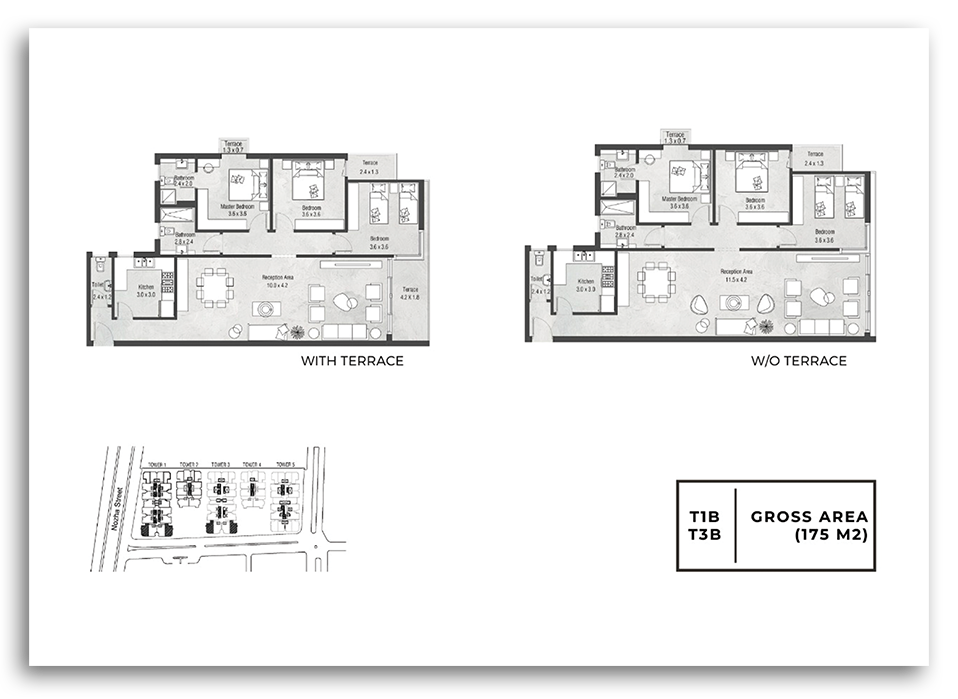 Terrace
1.3 x 0.7
Terrace
2.4 x 1.3
Bathroom
2.4 x 2.0
Master Bedroom
3.6 x 3.6
Bedroom
3.6 x 3.6
Bathroom
2.8 x 2.4
Bedroom
3.6 x 3.6
Toilet
2.4 x 1.2
Kitchen
3.0 x 3.0
Reception Area
10.0 x 4.2
Terrace
4.2 X 1.8
WITH TERRACE
Terrace
1.3 x 0.7
Terrace
2.4 x 1.3
Bathroom
2.4 x 2.0
Master Bedroom
3.6 x 3.6
Bedroom
3.6 x 3.6
Bathroom
2.8 x 2.4
Bedroom
3.6 x 3.6
Toilet
2.4 x 1.2
Kitchen
3.0 x 3.0
Reception Area
11.5 x 4.2
W/O TERRACE
TOWER 1
TOWER 2
TOWER 3
TOWER 4
TOWER 5
Nozha Street
T1B
T3B
GROSS AREA
(175 M2)